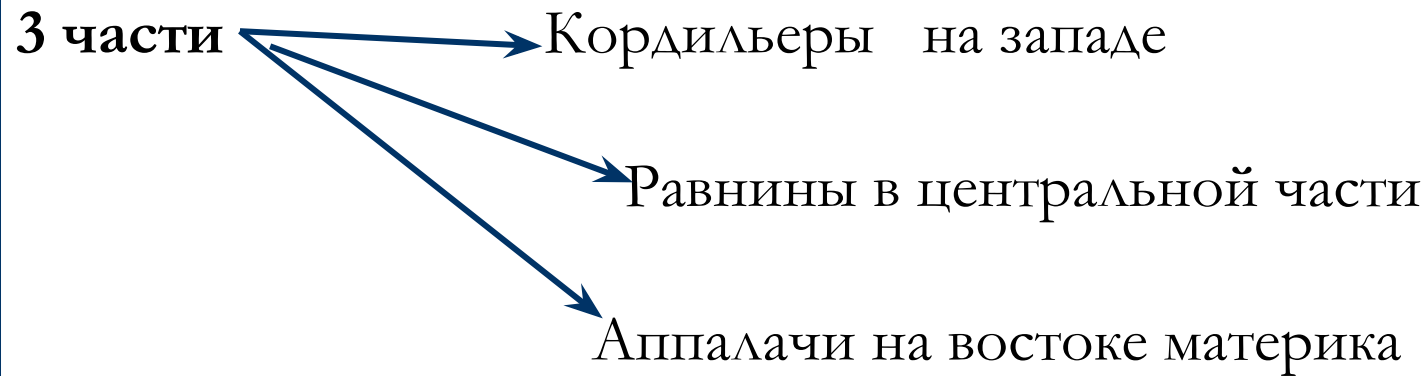 3 части Кордильеры на западе
Равнины в центральной части
Аппалачи на востоке материка